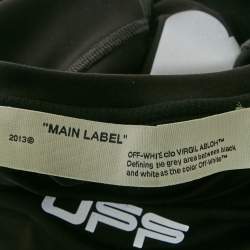 "MAIN LABEL"
2013©
OFF-WHITE c/o VIRGIL ABLOH™
Defining the grey area between black
and white as the color Off-White™
OFF